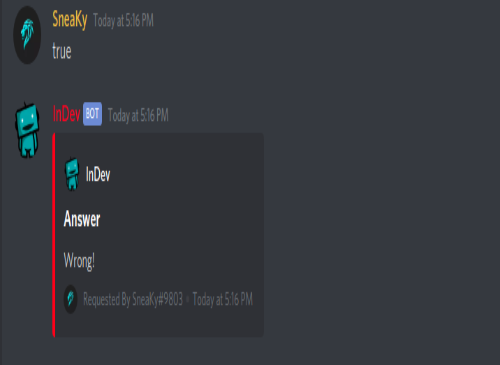 SneaKy Today at 5:16 PM
true
InDev BOT Today at 5:16 PM
InDev
Answer
Wrong!
Requested By SneaKy#9803 • Today at 5:16 PM